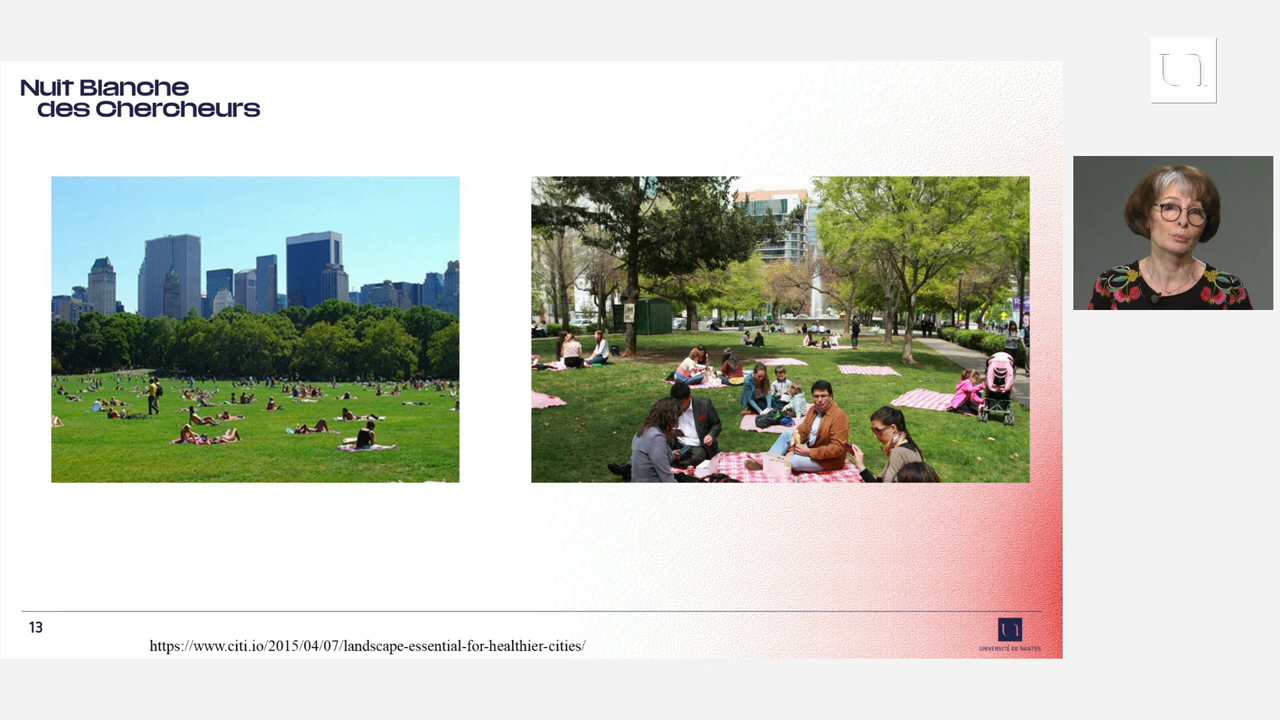 Nuit Blanche
des Chercheurs
13
https://www.citi.io/2015/04/07/landscape-essential-for-healthier-cities/
UNIVERSITÉ DE NANTES